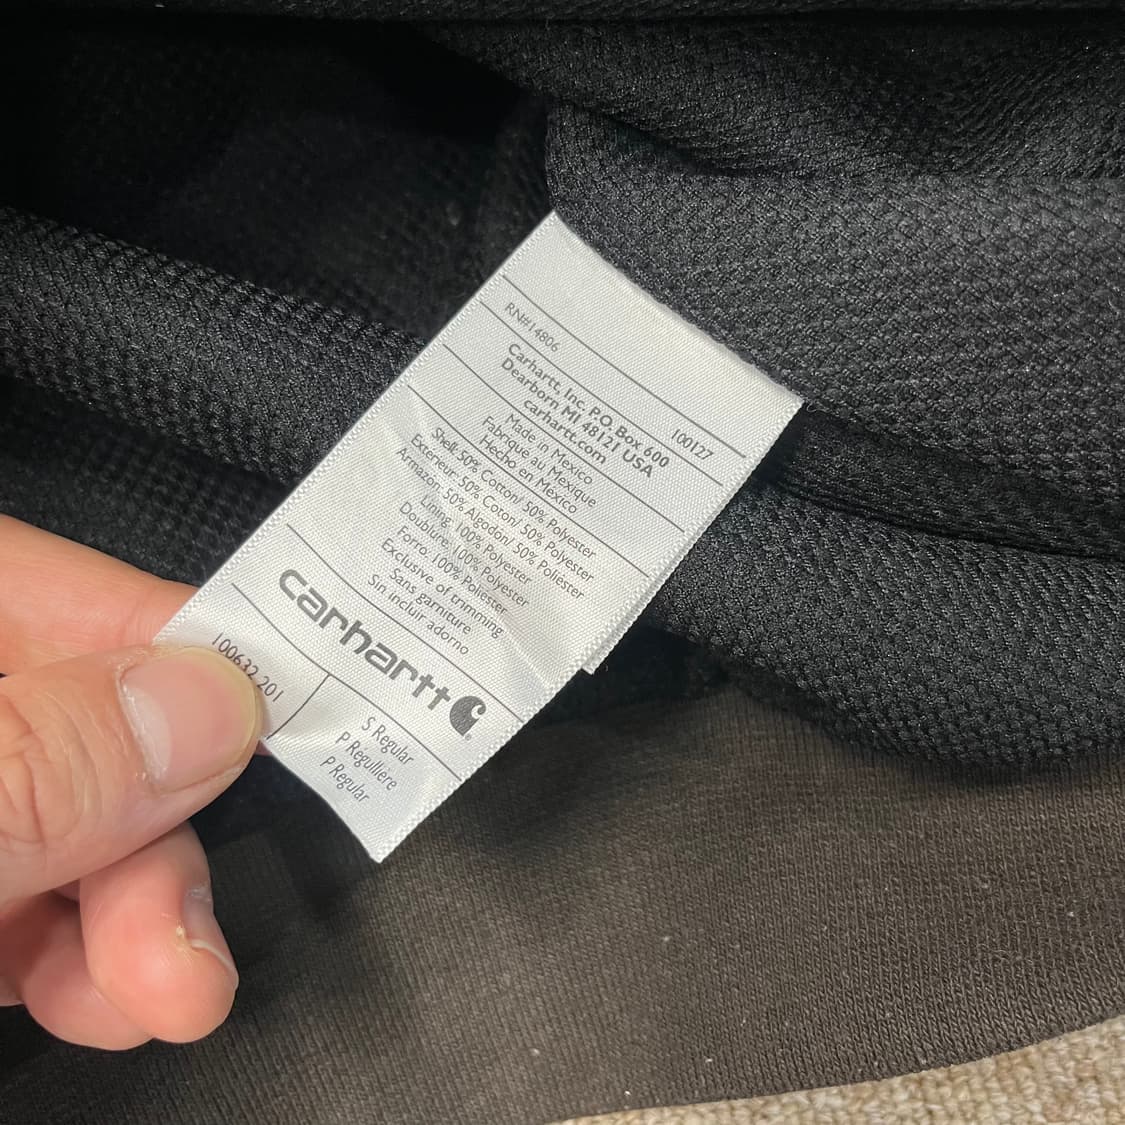 RN#14806 100127
Carhartt, Inc. P.O. Box 600
Dearborn MI 48121 USA
carhartt.com
Made in Mexico
Fabriqué au Mexique
Hecho en Mexico
Shell: 50% Cotton/ 50% Polyester
Exterieur: 50% Coton/ 50% Polyester
Armazon: 50% Algodón/ 50% Poliester
Lining: 100% Polyester
Doublure: 100% Polyester
Forro: 100% Poliester
Exclusive of trimming
Sans garniture
Sin incluir adorno
carhartt
100632 201
S Regular
P Régulière
P Regular